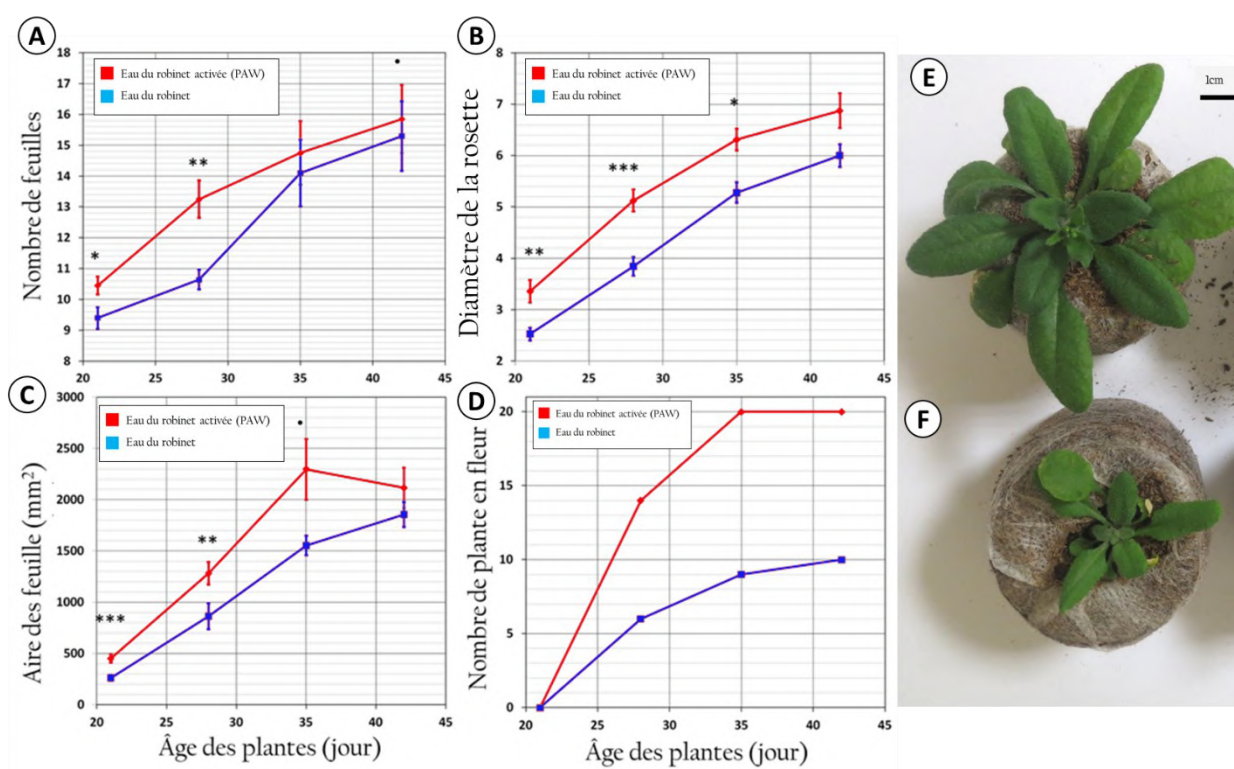 A
Nombre de feuilles
18
17
16
15
14
13
12
11
10
9
8
20 25 30 35 40 45
Eau du robinet activée (PAW)
Eau du robinet
*
**
•
B
Diamètre de la rosette
8
7
6
5
4
3
2
20 25 30 35 40 45
Eau du robinet activée (PAW)
Eau du robinet
**
***
*
C
Aire des feuille (mm²)
3000
2500
2000
1500
1000
500
0
20 25 30 35 40 45
Eau du robinet activée (PAW)
Eau du robinet
***
**
•
Âge des plantes (jour)
D
Nombre de plante en fleur
20
15
10
5
0
20 25 30 35 40 45
Eau du robinet activée (PAW)
Eau du robinet
Âge des plantes (jour)
E
1cm
F